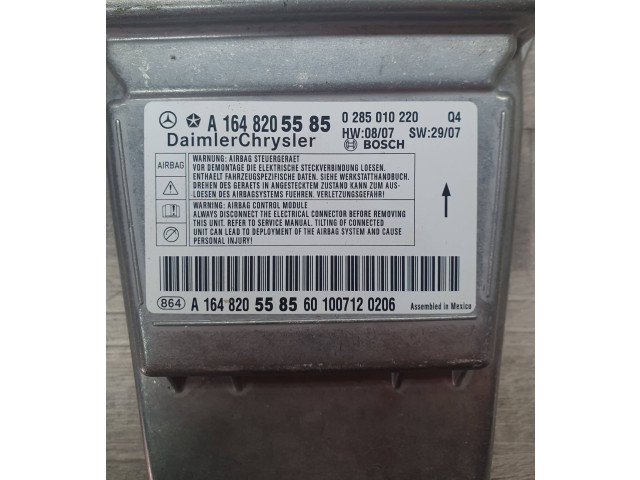 A 164 820 55 85 0 285 010 220 Q4
DaimlerChrysler HW:08/07 SW:29/07
BOSCH
AIRBAG
WARNUNG: AIRBAG STEUERGERAET
VOR DEMONTAGE DIE ELEKTRISCHE STECKVERBINDUNG LOESEN.
ENTHAELT FAHRZEUGSPEZIFISCHE DATEN. SIEHE WERKSTATTHANDBUCH.
DREHEN DES GERAETS IN ANGESTECKTEM ZUSTAND KANN ZUM AUS-
LOESEN DES AIRBAGSYSTEMS FUEHREN. VERLETZUNGSGEFAHR!
WARNING: AIRBAG CONTROL MODULE
ALWAYS DISCONNECT THE ELECTRICAL CONNECTOR BEFORE REMOVING
THIS UNIT. REFER TO SERVICE MANUAL. TILTING OF CONNECTED
UNIT CAN LEAD TO DEPLOYMENT OF THE AIRBAG SYSTEM AND CAUSE
PERSONAL INJURY!
864 A 164 820 55 85 60 100712 0206 Assembled in Mexico